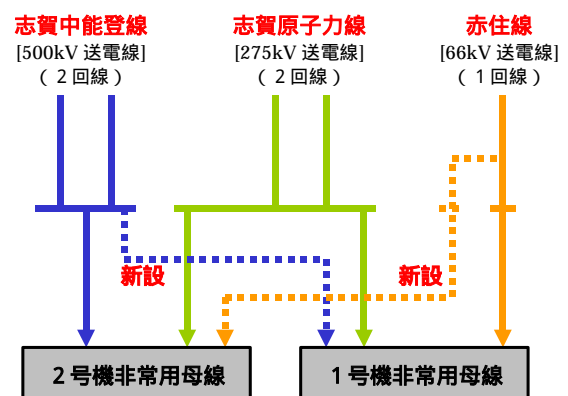 志賀中能登線
[500kV 送電線]
（２回線）
志賀原子力線
[275kV 送電線]
（２回線）
赤住線
[66kV 送電線]
（１回線）
新設
新設
２号機非常用母線
１号機非常用母線